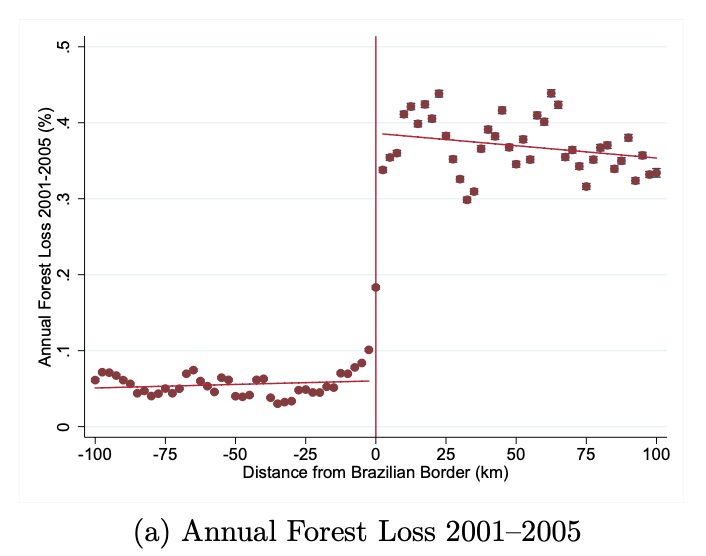 .5
.4
.3
.2
.1
0
Annual Forest Loss 2001-2005 (%)
-100 -75 -50 -25 0 25 50 75 100
Distance from Brazilian Border (km)
(a) Annual Forest Loss 2001–2005